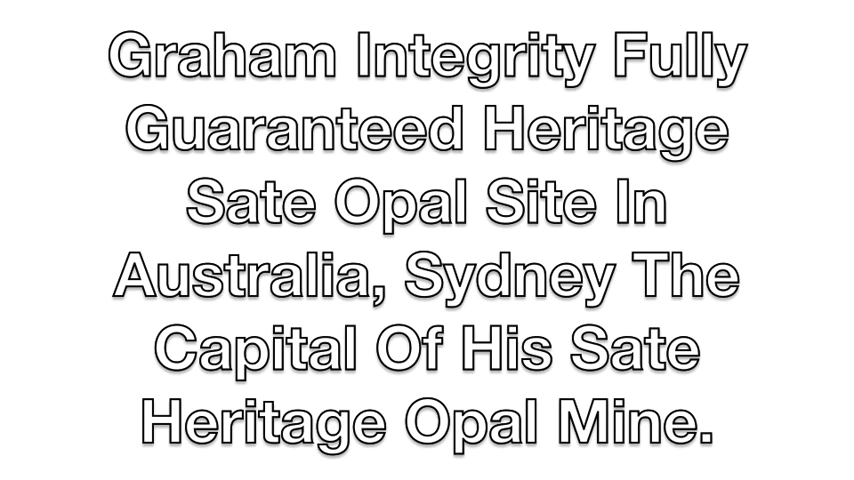 Graham Integrity Fully
Guaranteed Heritage
Sate Opal Site In
Australia, Sydney The
Capital Of His Sate
Heritage Opal Mine.